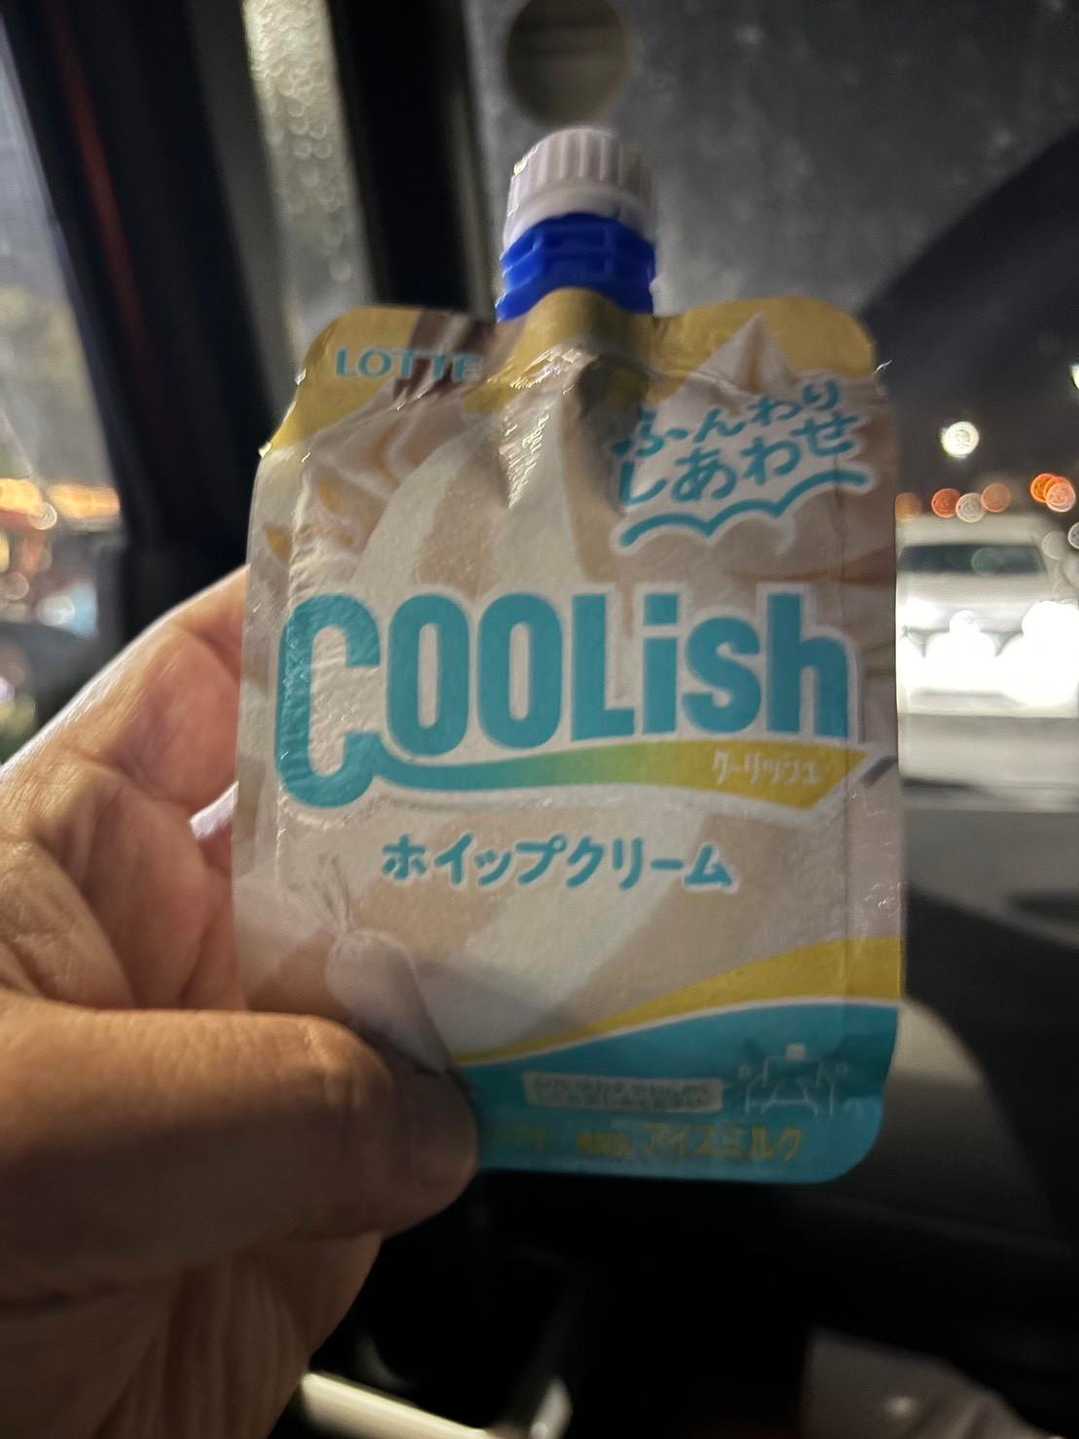 LOTTE
ふんわり
しあわせ
COOLish
クーリッシュ
ホイップクリーム
アイスミルク